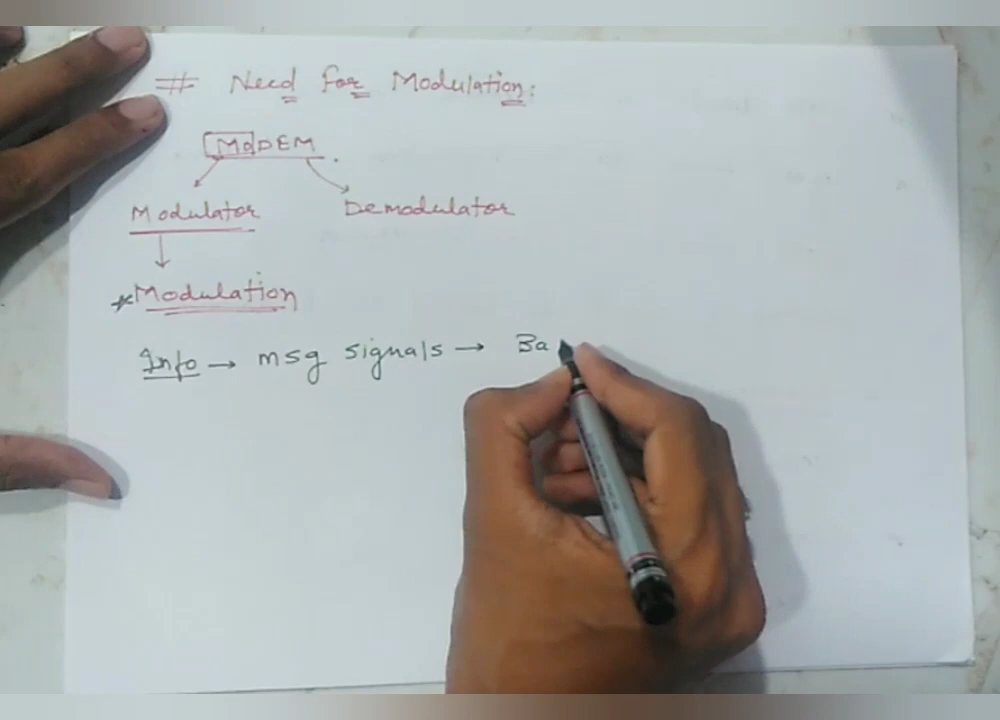 # Need for Modulation:
MoDEM.
Modulator Demodulator
*Modulation
Info → msg signals → Ba